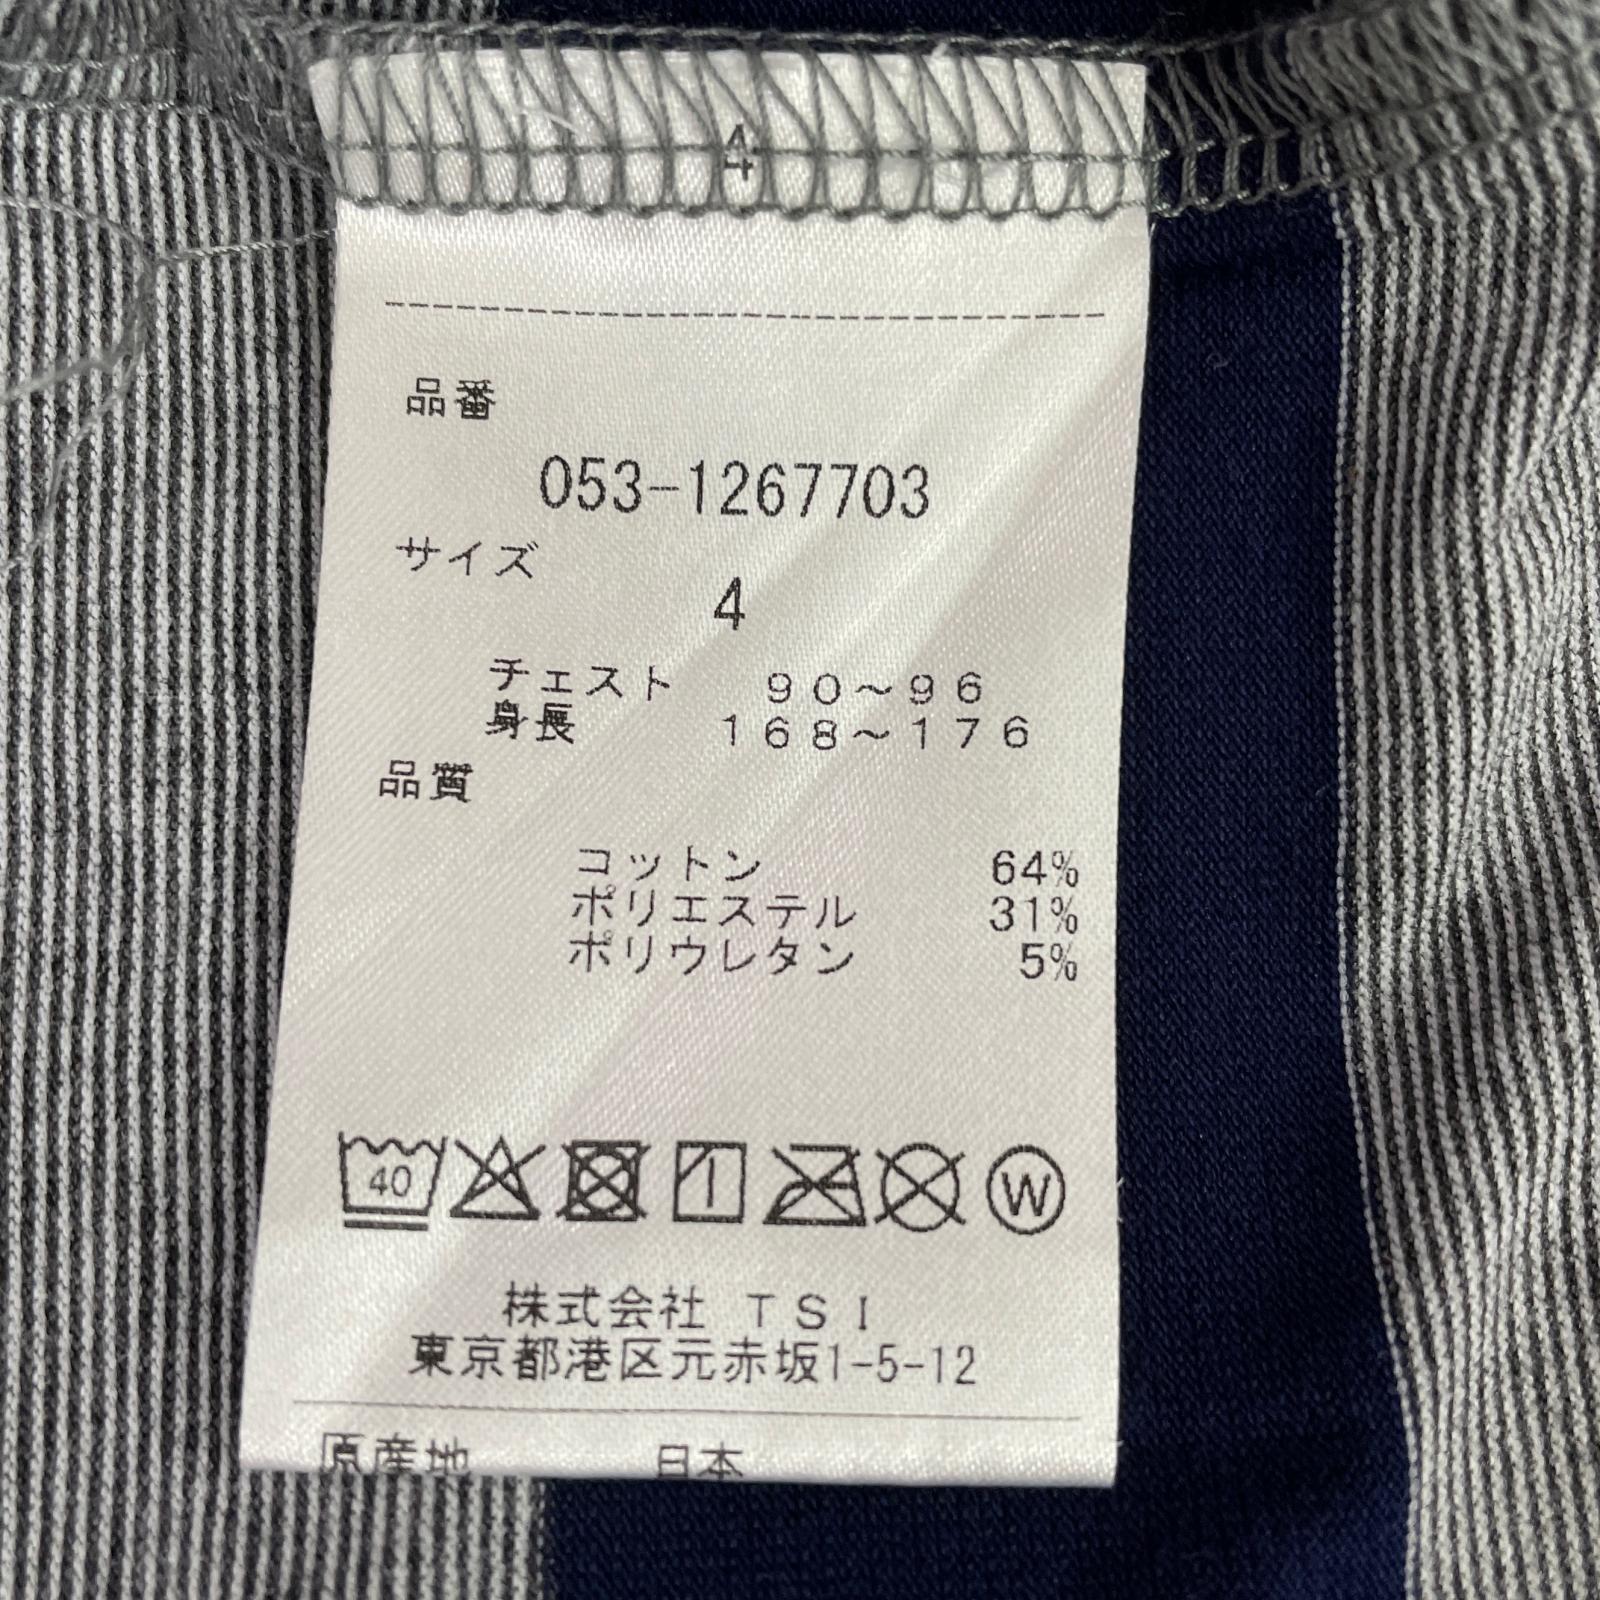 4
品番
053-1267703
サイズ
4
チェスト 90~96
身長 168~176
品質
コットン 64%
ポリエステル 31%
ポリウレタン 5%
40 W
株式会社 TSI
東京都港区元赤坂1-5-12
原産地 日本